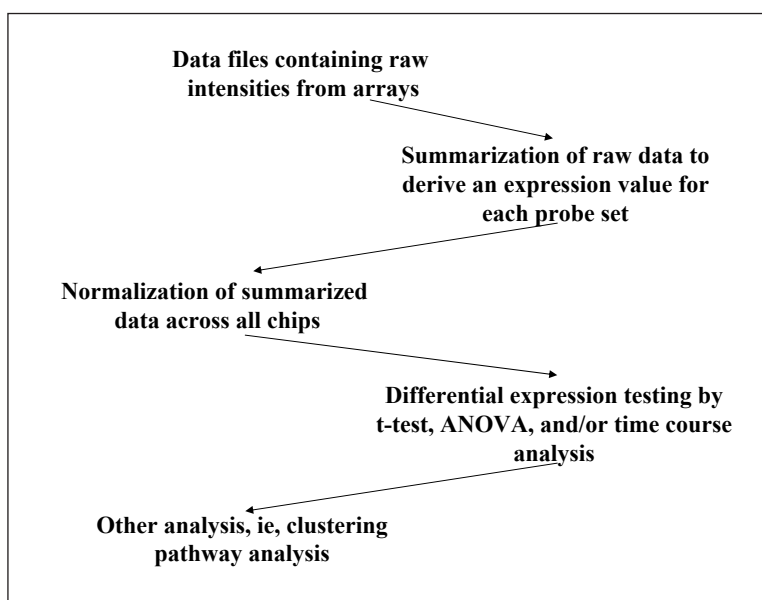 Data files containing raw
intensities from arrays
Summarization of raw data to
derive an expression value for
each probe set
Normalization of summarized
data across all chips
Differential expression testing by
t-test, ANOVA, and/or time course
analysis
Other analysis, ie, clustering
pathway analysis